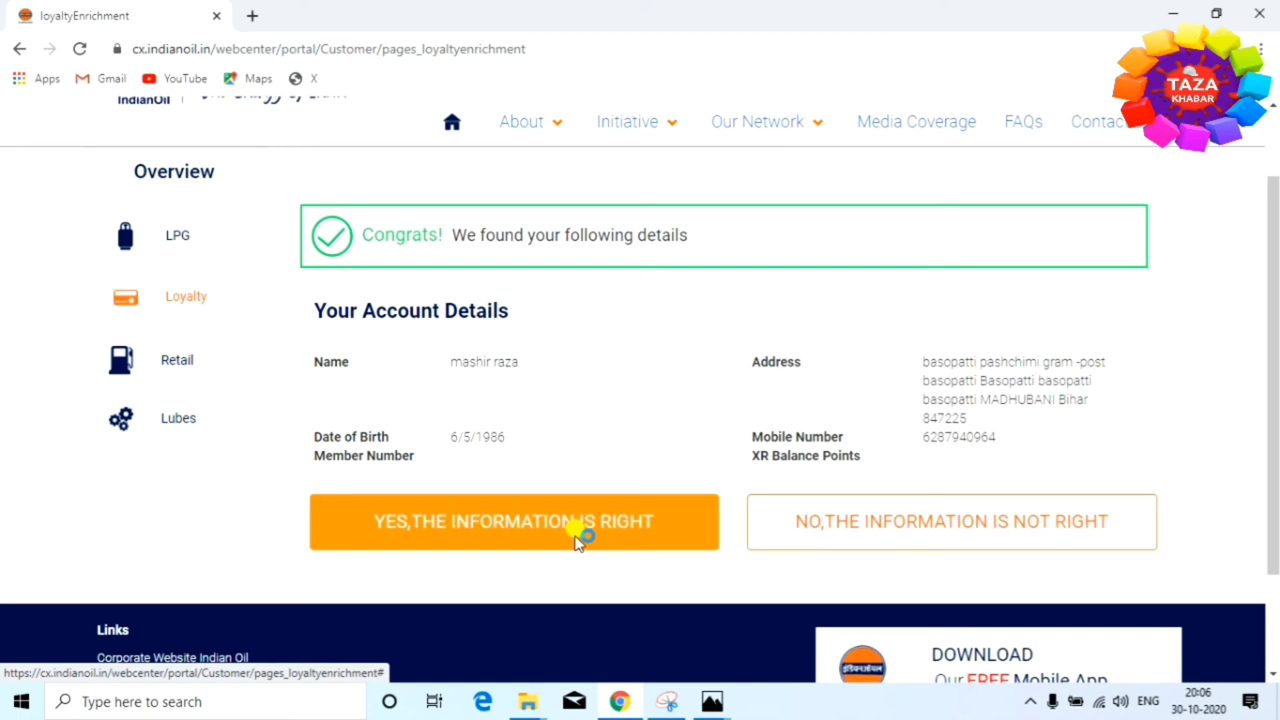 loyaltyEnrichment
cx.indianoil.in/webcenter/portal/Customer/pages_loyaltyenrichment
Apps Gmail YouTube Maps X
TAZA
KHABAR
IndianOil
About Initiative Our Network Media Coverage FAQs Contac
Overview
LPG
Loyalty
Retail
Lubes
Congrats! We found your following details
Your Account Details
Name mashir raza
Address basopatti pashchimi gram -post
basopatti Basopatti basopatti
basopatti MADHUBANI Bihar
847225
Date of Birth 6/5/1986
Mobile Number 6287940964
Member Number
XR Balance Points
YES,THE INFORMATION IS RIGHT
NO,THE INFORMATION IS NOT RIGHT
Links
Corporate Website Indian Oil
https://cx.indianoil.in/webcenter/portal/Customer/pages_loyaltyenrichment#
इंडियनऑयल
DOWNLOAD
Our FREE Mobile App
Type here to search
ENG
20:06
30-10-2020